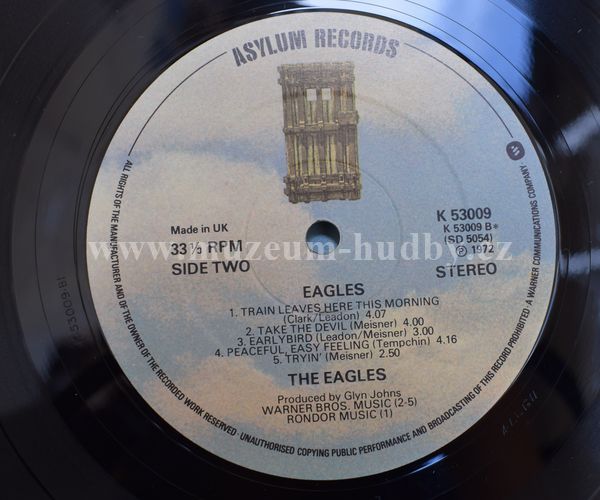 ASYLUM RECORDS
Made in UK
33⅓ RPM
SIDE TWO
K 53009
K 53009 B*
(SD 5054)
Ⓟ 1972
STEREO
www.muzeum-hudby.cz
EAGLES
1. TRAIN LEAVES HERE THIS MORNING
(Clark/Leadon) 4.07
2. TAKE THE DEVIL (Meisner) 4.00
3. EARLYBIRD (Leadon/Meisner) 3.00
4. PEACEFUL, EASY FEELING (Tempchin) 4.16
5. TRYIN' (Meisner) 2.50
THE EAGLES
Produced by Glyn Johns
WARNER BROS. MUSIC (2-5)
RONDOR MUSIC (1)
ALL RIGHTS OF THE MANUFACTURER AND OF THE OWNER OF THE RECORDED WORK RESERVED · UNAUTHORISED COPYING PUBLIC PERFORMANCE AND BROADCASTING OF THIS RECORD PROHIBITED · A WARNER COMMUNICATIONS COMPANY